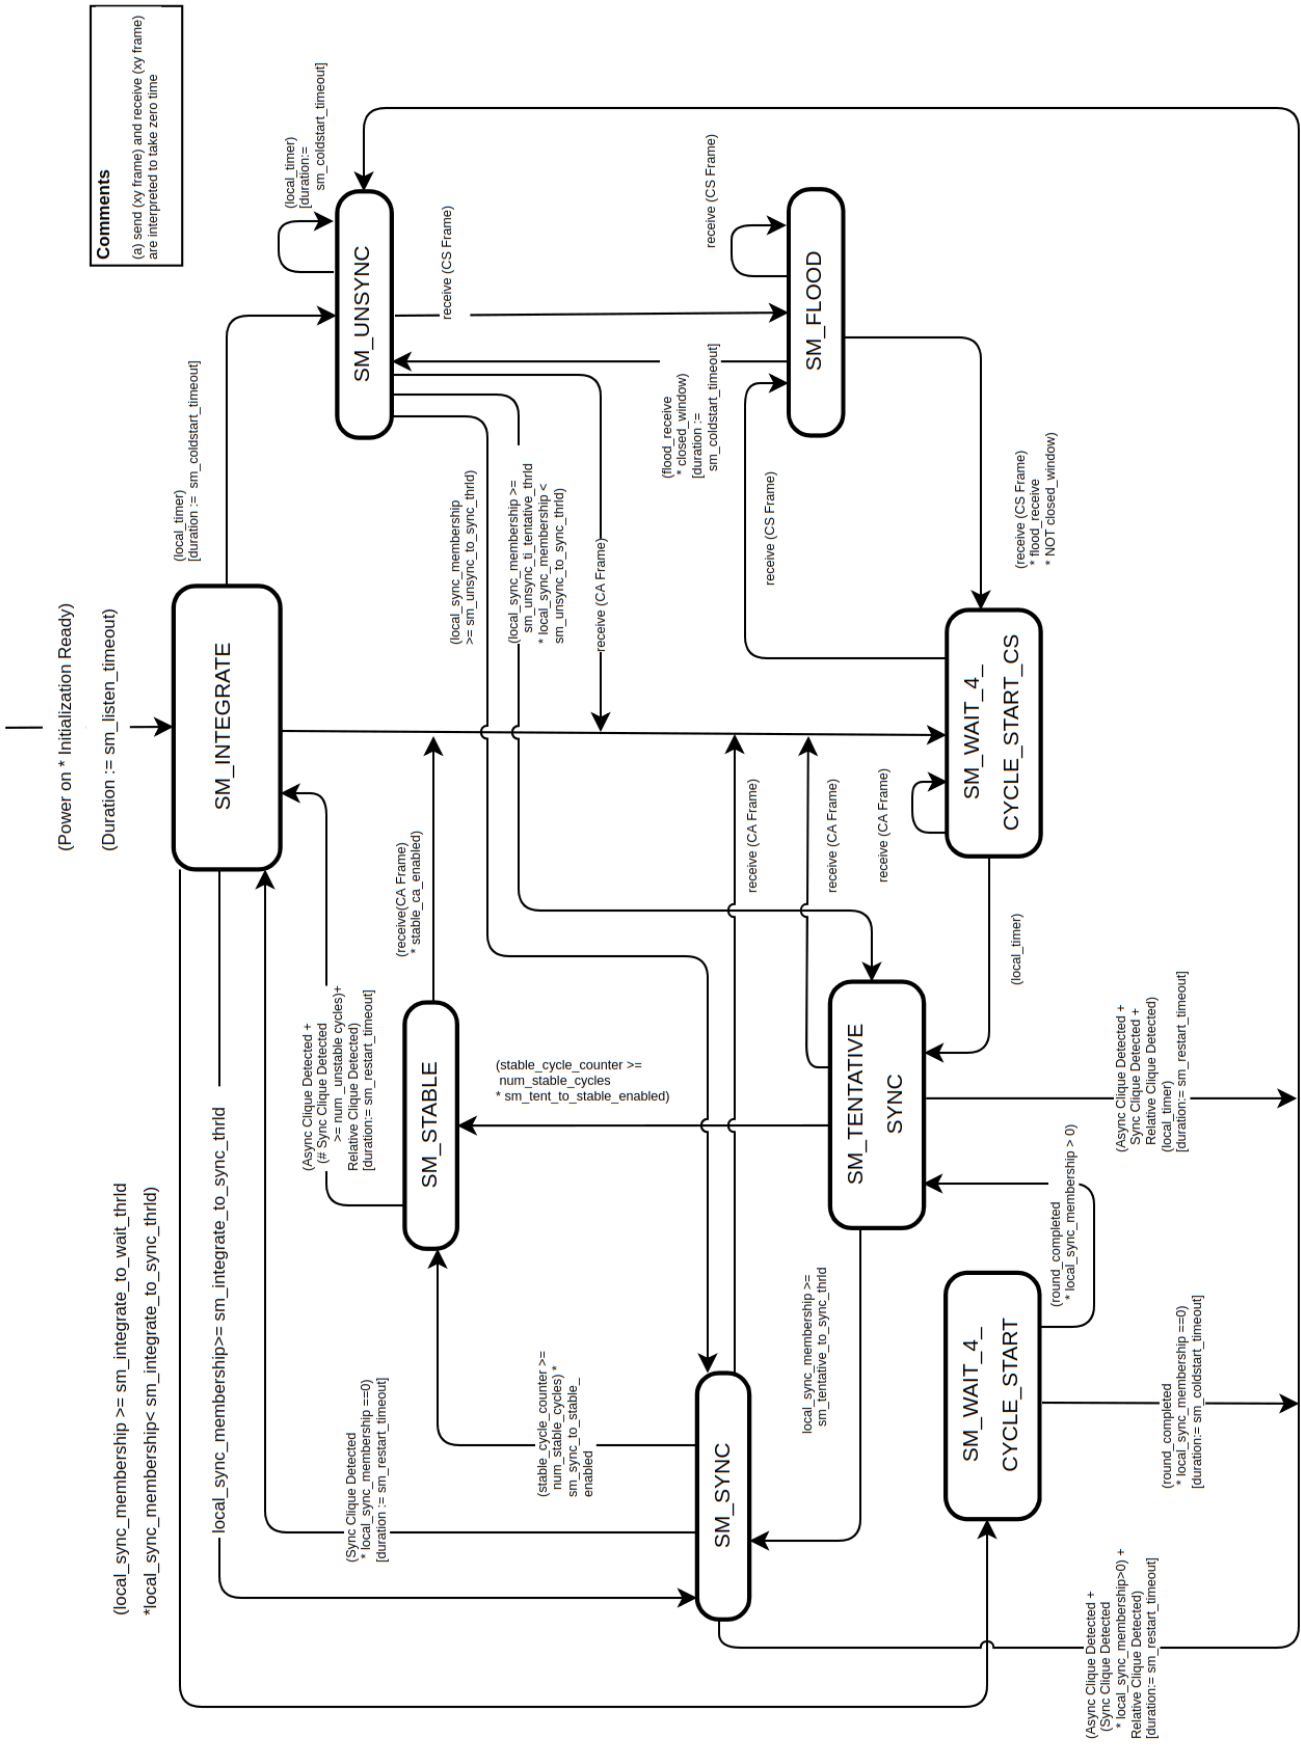 Comments
(a) send (xy frame) and receive (xy frame)
are interpreted to take zero time
(Power on * Initialization Ready)
(Duration := sm_listen_timeout)
SM_INTEGRATE
(local_timer)
[duration := sm_coldstart_timeout]
(local_timer)
[duration:=
sm_coldstart_timeout]
SM_UNSYNC
receive (CS Frame)
receive (CS Frame)
SM_FLOOD
(flood_receive
* closed_window)
[duration :=
sm_coldstart_timeout]
receive (CS Frame)
(receive (CS Frame)
* flood_receive
* NOT closed_window)
(local_sync_membership
>= sm_unsync_to_sync_thrld)
(local_sync_membership >=
sm_unsync_ti_tentative_thrld
* local_sync_membership <
sm_unsync_to_sync_thrld)
receive (CA Frame)
SM_WAIT_4_
CYCLE_START_CS
receive (CA Frame)
receive (CA Frame)
receive (CA Frame)
(local_timer)
(receive(CA Frame)
* stable_ca_enabled)
(Async Clique Detected +
(# Sync Clique Detected
>= num_unstable cycles)+
Relative Clique Detected)
[duration:= sm_restart_timeout]
SM_STABLE
(stable_cycle_counter >=
num_stable_cycles
* sm_tent_to_stable_enabled)
SM_TENTATIVE
SYNC
(Async Clique Detected +
Sync Clique Detected +
Relative Clique Detected)
(local_timer)
[duration:= sm_restart_timeout]
(round_completed
* local_sync_membership > 0)
SM_WAIT_4_
CYCLE_START
(round_completed
* local_sync_membership ==0)
[duration:= sm_coldstart_timeout]
local_sync_membership >=
sm_tentative_to_sync_thrld
(local_sync_membership >= sm_integrate_to_wait_thrld
*local_sync_membership< sm_integrate_to_sync_thrld)
local_sync_membership>= sm_integrate_to_sync_thrld
(Sync Clique Detected
* local_sync_membership ==0)
[duration := sm_restart_timeout]
(stable_cycle_counter >=
num_stable_cycles) *
sm_sync_to_stable_
enabled
SM_SYNC
(Async Clique Detected +
(Sync Clique Detected
* local_sync_membership>0) +
Relative Clique Detected)
[duration:= sm_restart_timeout]